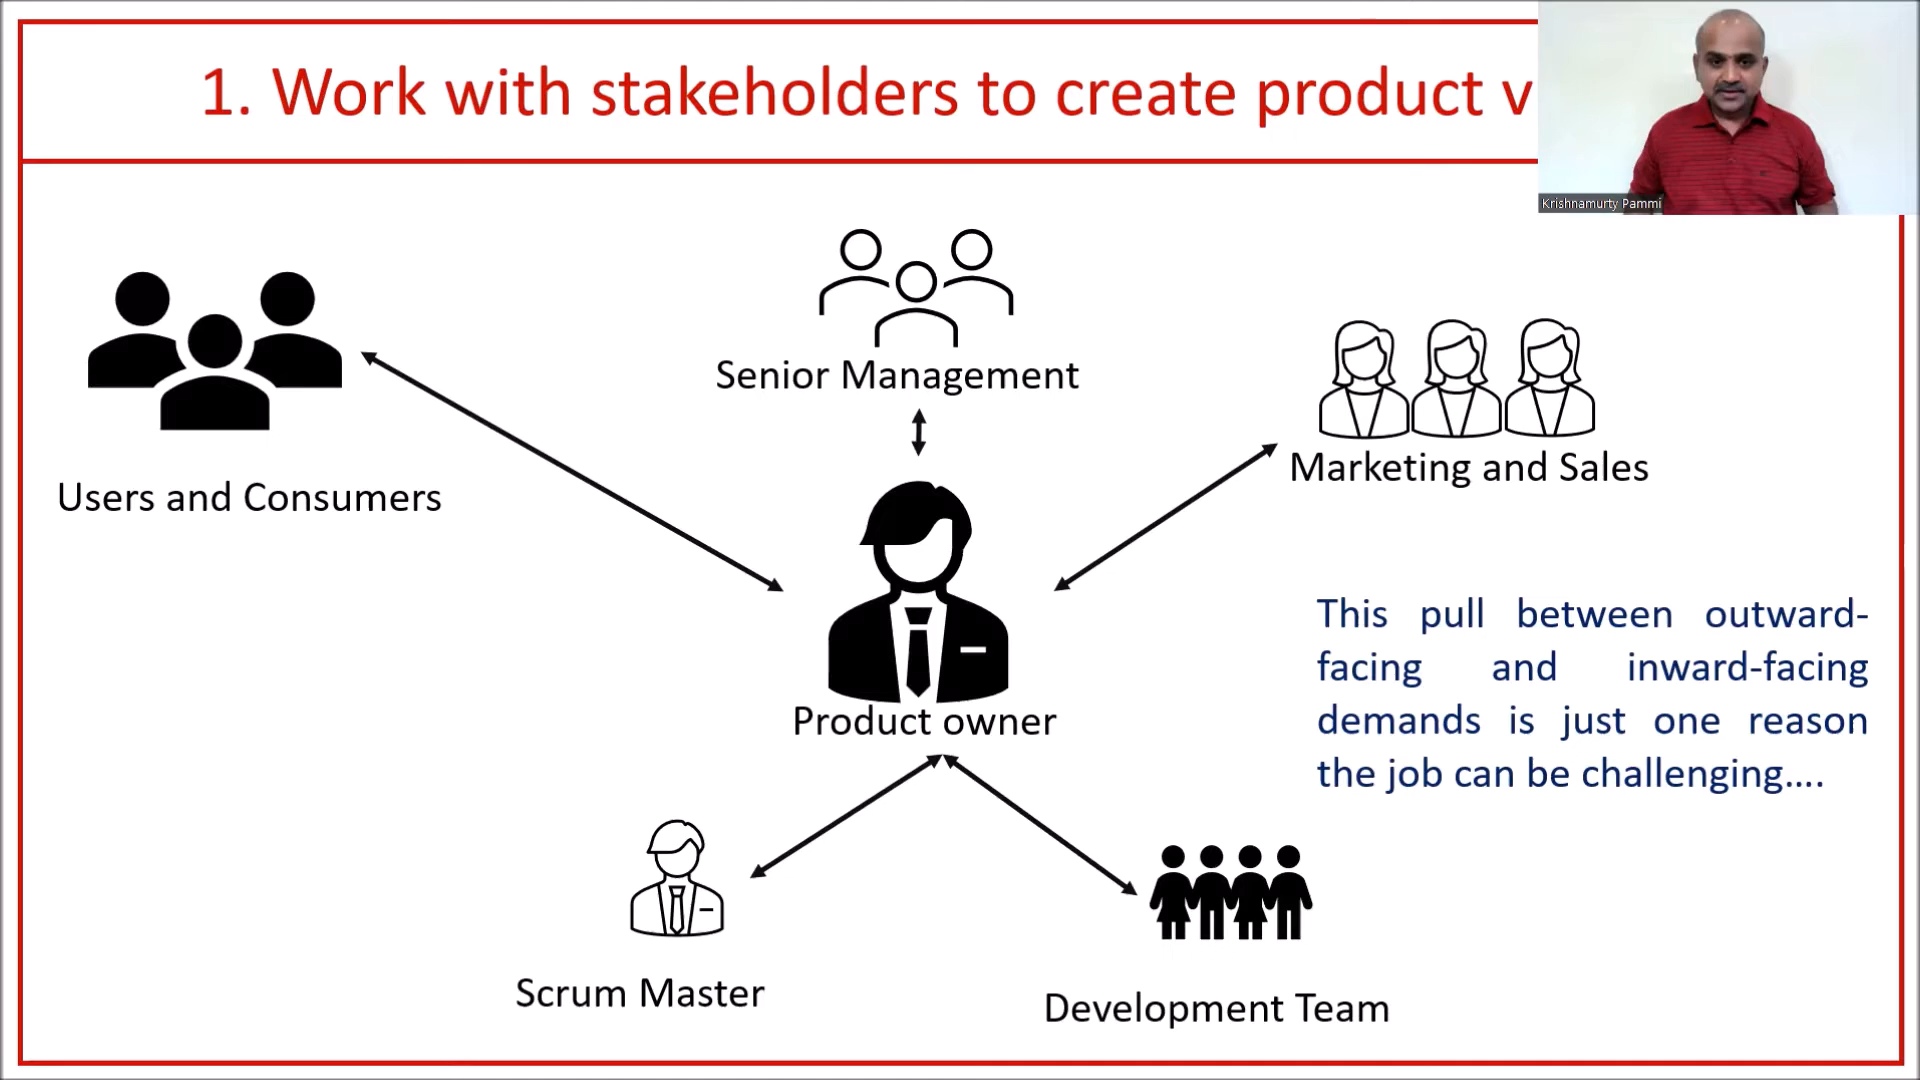 1. Work with stakeholders to create product v
Krishnamurty Pammi
Senior Management
Marketing and Sales
Users and Consumers
This pull between outward-
facing and inward-facing
demands is just one reason
the job can be challenging....
Product owner
Scrum Master
Development Team